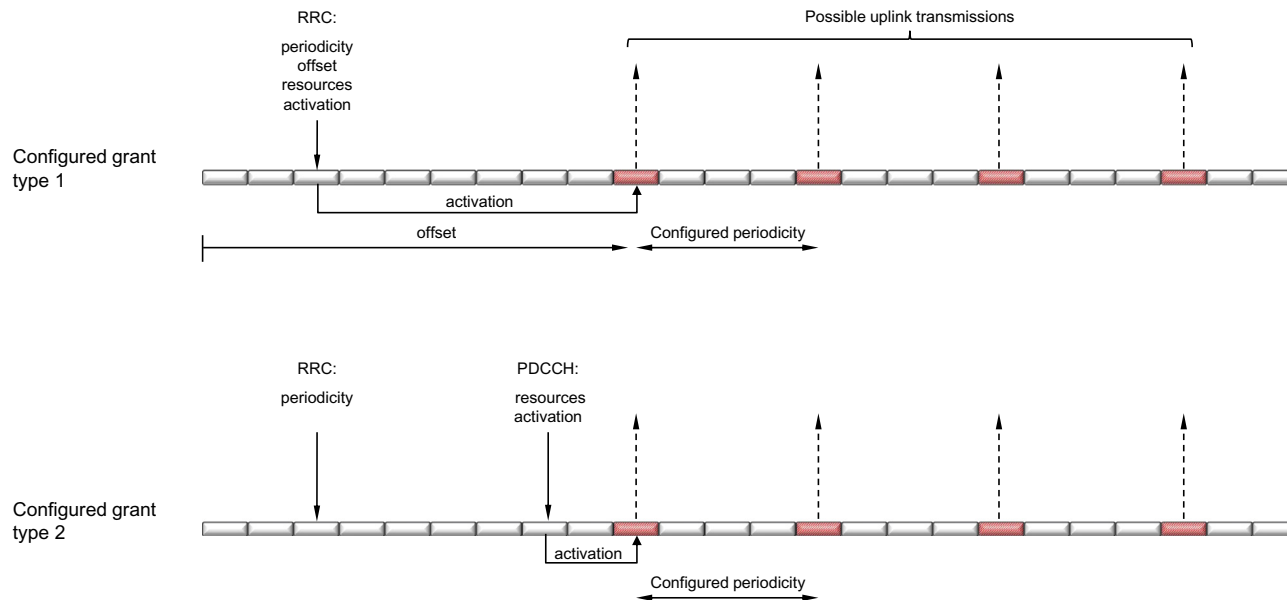 RRC:
Possible uplink transmissions
periodicity
offset
resources
activation
Configured grant
type 1
activation
offset
Configured periodicity
RRC:
PDCCH:
periodicity
resources
activation
Configured grant
type 2
activation
Configured periodicity